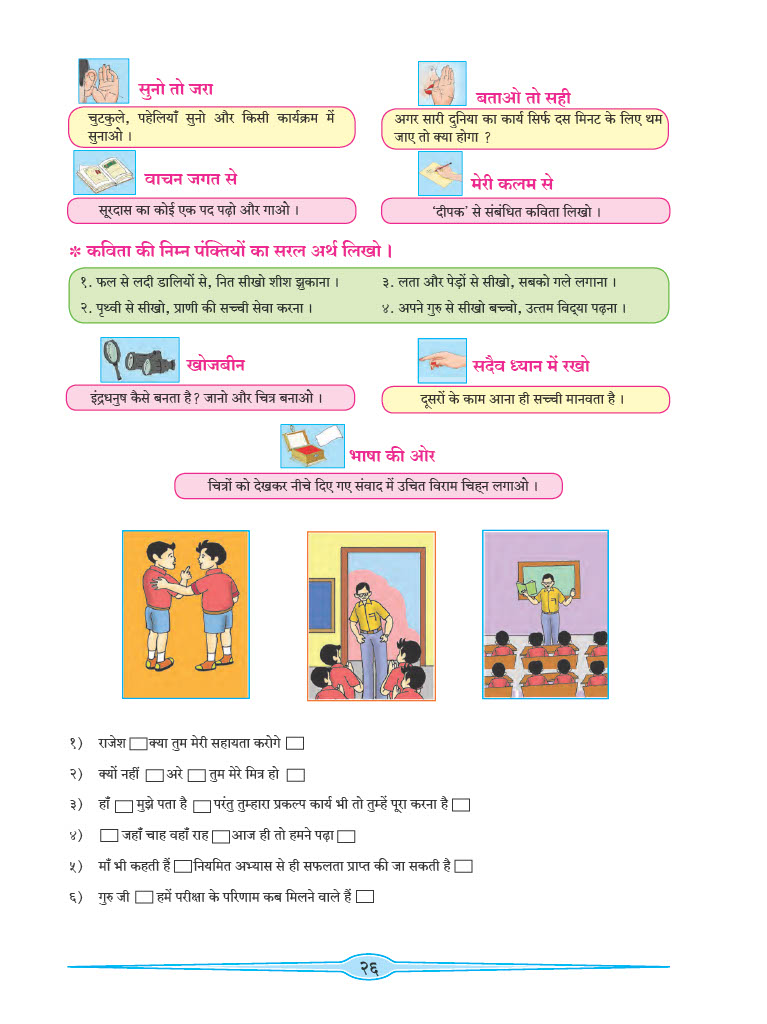 सुनो तो जरा
चुटकुले, पहेलियाँ सुनो और किसी कार्यक्रम में
सुनाओ ।
बताओ तो सही
अगर सारी दुनिया का कार्य सिर्फ दस मिनट के लिए थम
जाए तो क्या होगा ?
वाचन जगत से
सूरदास का कोई एक पद पढ़ो और गाओ ।
मेरी कलम से
‘दीपक’ से संबंधित कविता लिखो ।
* कविता की निम्न पंक्तियों का सरल अर्थ लिखो ।
१. फल से लदी डालियों से, नित सीखो शीश झुकाना ।
२. पृथ्वी से सीखो, प्राणी की सच्ची सेवा करना ।
३. लता और पेड़ों से सीखो, सबको गले लगाना ।
४. अपने गुरु से सीखो बच्चो, उत्तम विद्‌या पढ़ना ।
खोजबीन
इंद्रधनुष कैसे बनता है? जानो और चित्र बनाओ ।
सदैव ध्यान में रखो
दूसरों के काम आना ही सच्ची मानवता है ।
भाषा की ओर
चित्रों को देखकर नीचे दिए गए संवाद में उचित विराम चिह्‌न लगाओ ।
१) राजेश □ क्या तुम मेरी सहायता करोगे □
२) क्यों नहीं □ अरे □ तुम मेरे मित्र हो □
३) हाँ □ मुझे पता है □ परंतु तुम्हारा प्रकल्प कार्य भी तो तुम्हें पूरा करना है □
४) □ जहाँ चाह वहाँ राह □ आज ही तो हमने पढ़ा □
५) माँ भी कहती हैं □ नियमित अभ्यास से ही सफलता प्राप्त की जा सकती है □
६) गुरु जी □ हमें परीक्षा के परिणाम कब मिलने वाले हैं □
२६